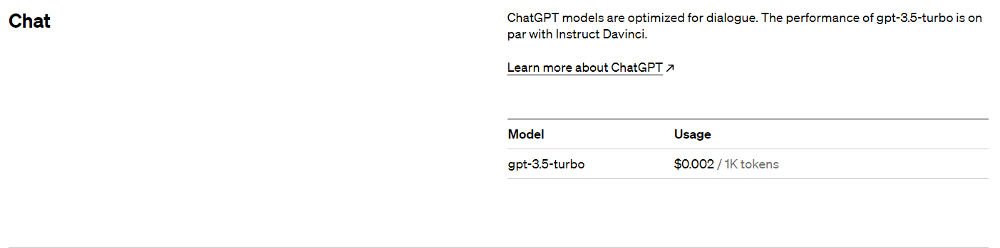 Chat
ChatGPT models are optimized for dialogue. The performance of gpt-3.5-turbo is on
par with Instruct Davinci.
Learn more about ChatGPT ↗
Model Usage
gpt-3.5-turbo $0.002 / 1K tokens